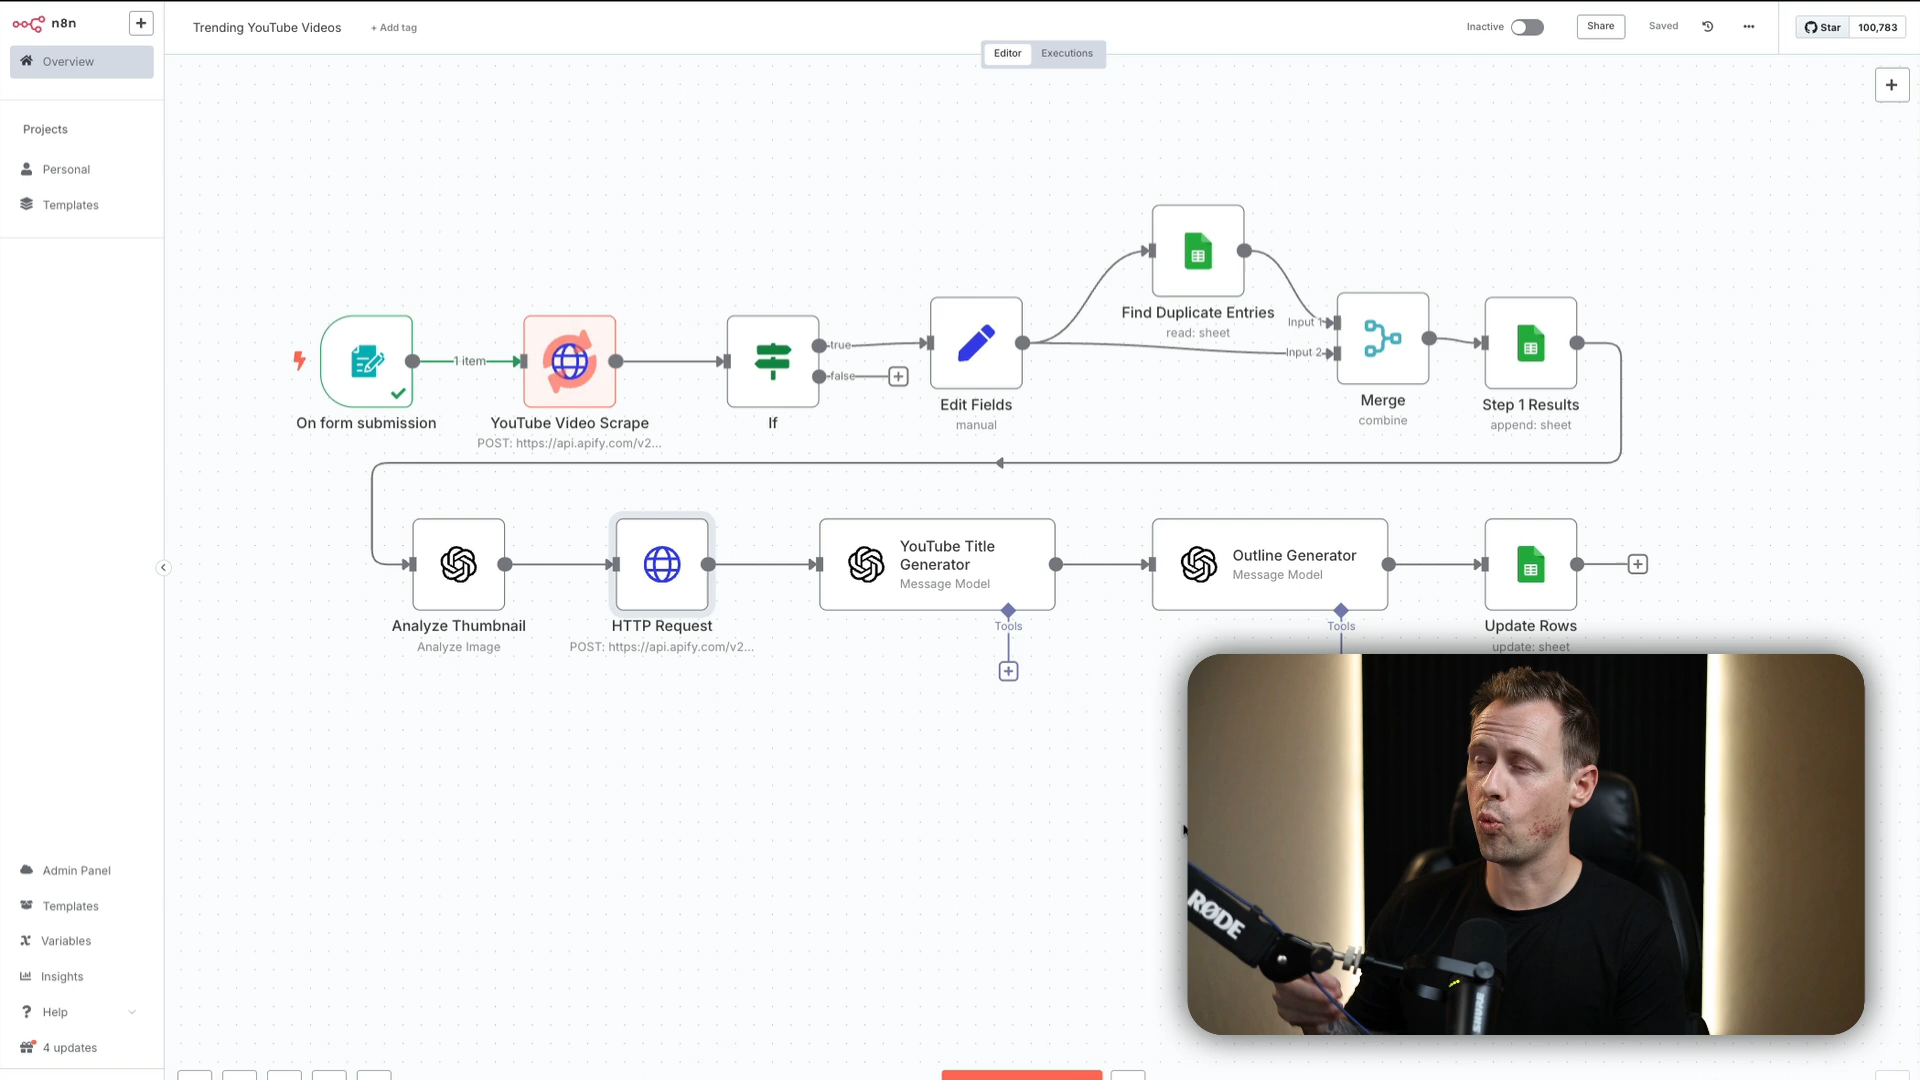 n8n
Overview
Projects
Personal
Templates
Admin Panel
Templates
Variables
Insights
Help
4 updates
Trending YouTube Videos
+ Add tag
Inactive
Share
Saved
Star
100,783
Editor
Executions
1 item
On form submission
YouTube Video Scrape
POST: https://api.apify.com/v2...
true
false
If
Edit Fields
manual
Find Duplicate Entries
read: sheet
Input 1
Input 2
Merge
combine
Step 1 Results
append: sheet
Analyze Thumbnail
Analyze Image
HTTP Request
POST: https://api.apify.com/v2...
YouTube Title
Generator
Message Model
Tools
Outline Generator
Message Model
Tools
Update Rows
update: sheet
RØDE